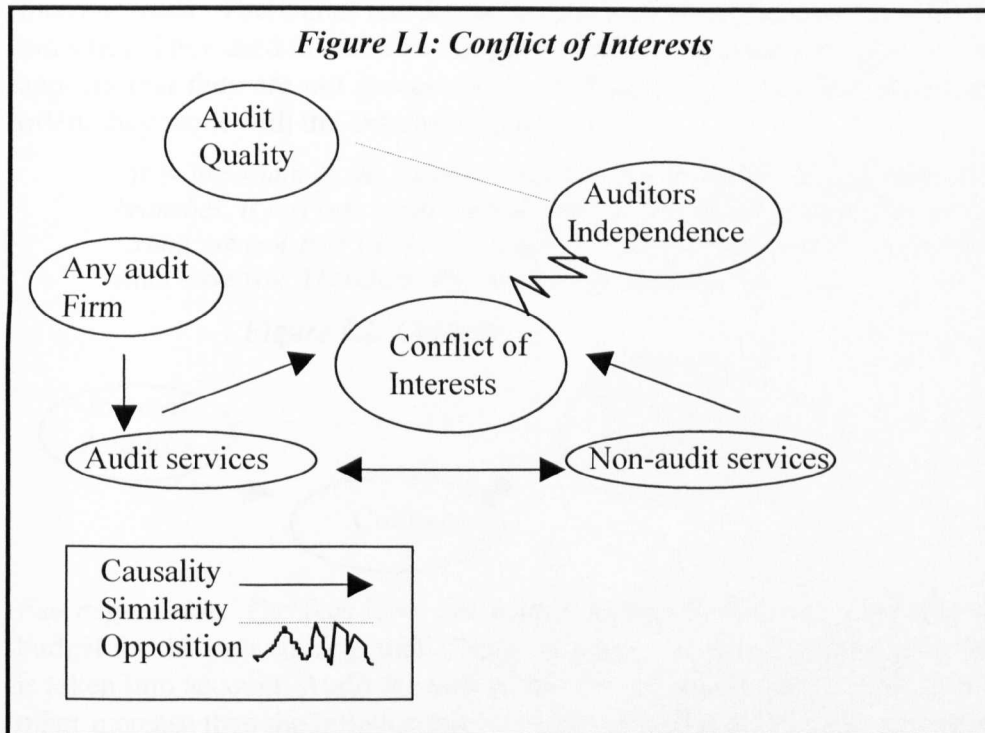 Figure L1: Conflict of Interests
Audit
Quality
Auditors
Independence
Any audit
Firm
Conflict of
Interests
Audit services
Non-audit services
Causality
Similarity
Opposition